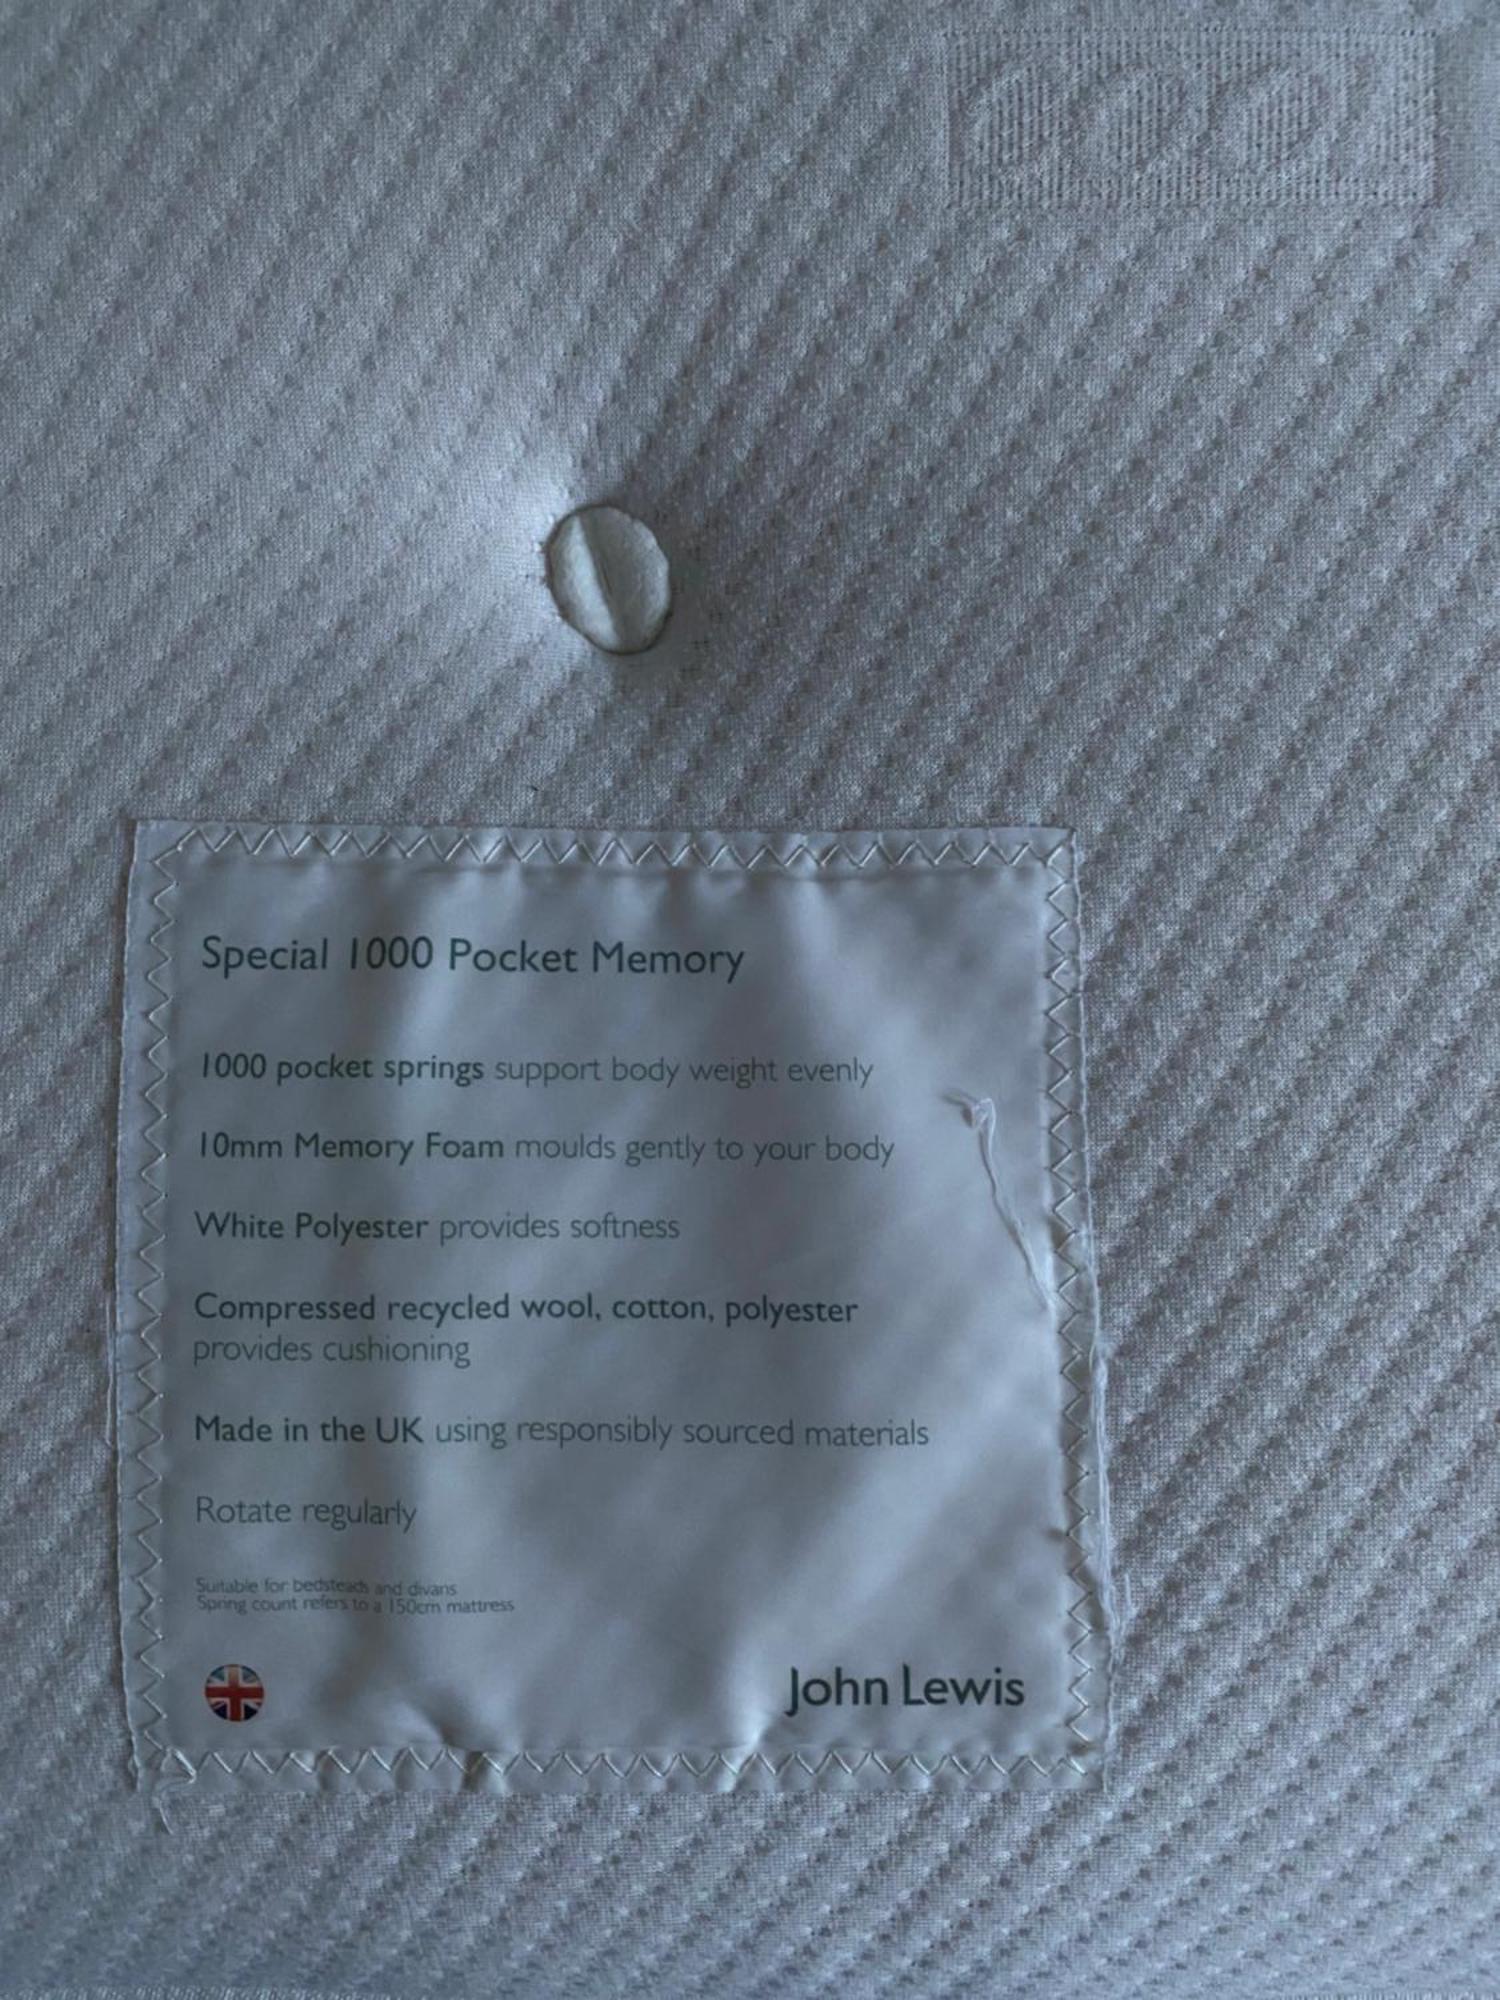 Special 1000 Pocket Memory
1000 pocket springs support body weight evenly
10mm Memory Foam moulds gently to your body
White Polyester provides softness
Compressed recycled wool, cotton, polyester
provides cushioning
Made in the UK using responsibly sourced materials
Rotate regularly
Suitable for bedsteads and divans
Spring count refers to a 150cm mattress
John Lewis